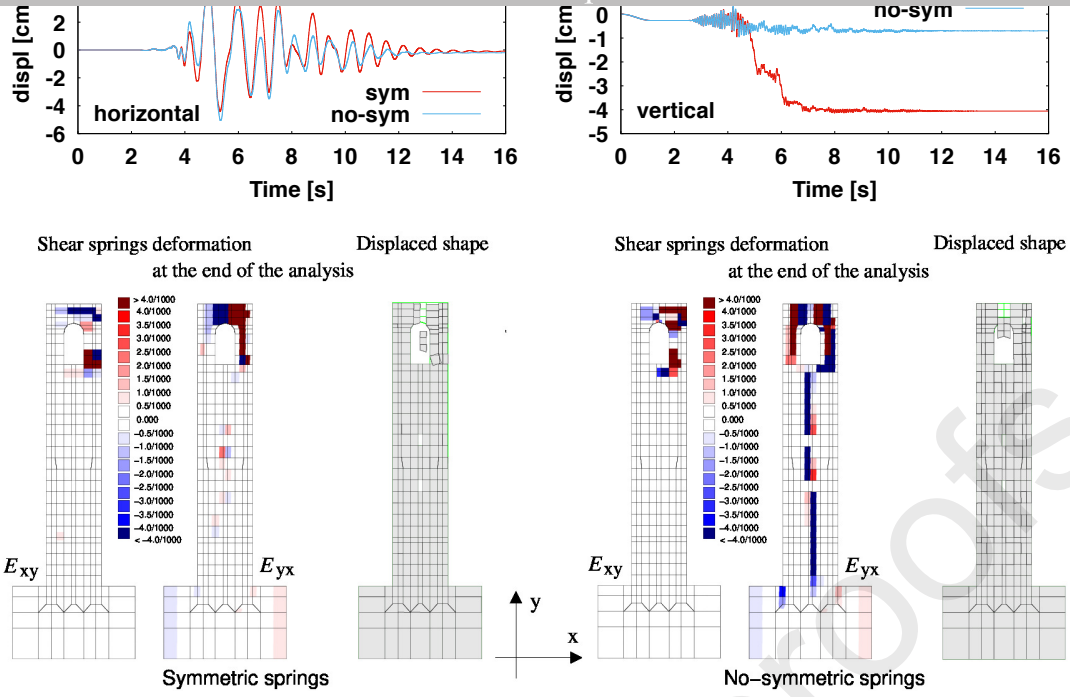 displ [cm
2
0
-2
-4
-6
horizontal
sym
no-sym
0 2 4 6 8 10 12 14 16
Time [s]
displ [cm
0
-1
-2
-3
-4
-5
no-sym
vertical
0 2 4 6 8 10 12 14 16
Time [s]
Shear springs deformation
at the end of the analysis
Displaced shape
> 4.0/1000
4.0/1000
3.5/1000
3.0/1000
2.5/1000
2.0/1000
1.5/1000
1.0/1000
0.5/1000
0.000
−0.5/1000
−1.0/1000
−1.5/1000
−2.0/1000
−2.5/1000
−3.0/1000
−3.5/1000
−4.0/1000
< −4.0/1000
Exy
Eyx
Symmetric springs
y
x
Shear springs deformation
at the end of the analysis
Displaced shape
> 4.0/1000
4.0/1000
3.5/1000
3.0/1000
2.5/1000
2.0/1000
1.5/1000
1.0/1000
0.5/1000
0.000
−0.5/1000
−1.0/1000
−1.5/1000
−2.0/1000
−2.5/1000
−3.0/1000
−3.5/1000
−4.0/1000
< −4.0/1000
Exy
Eyx
No−symmetric springs
roofs